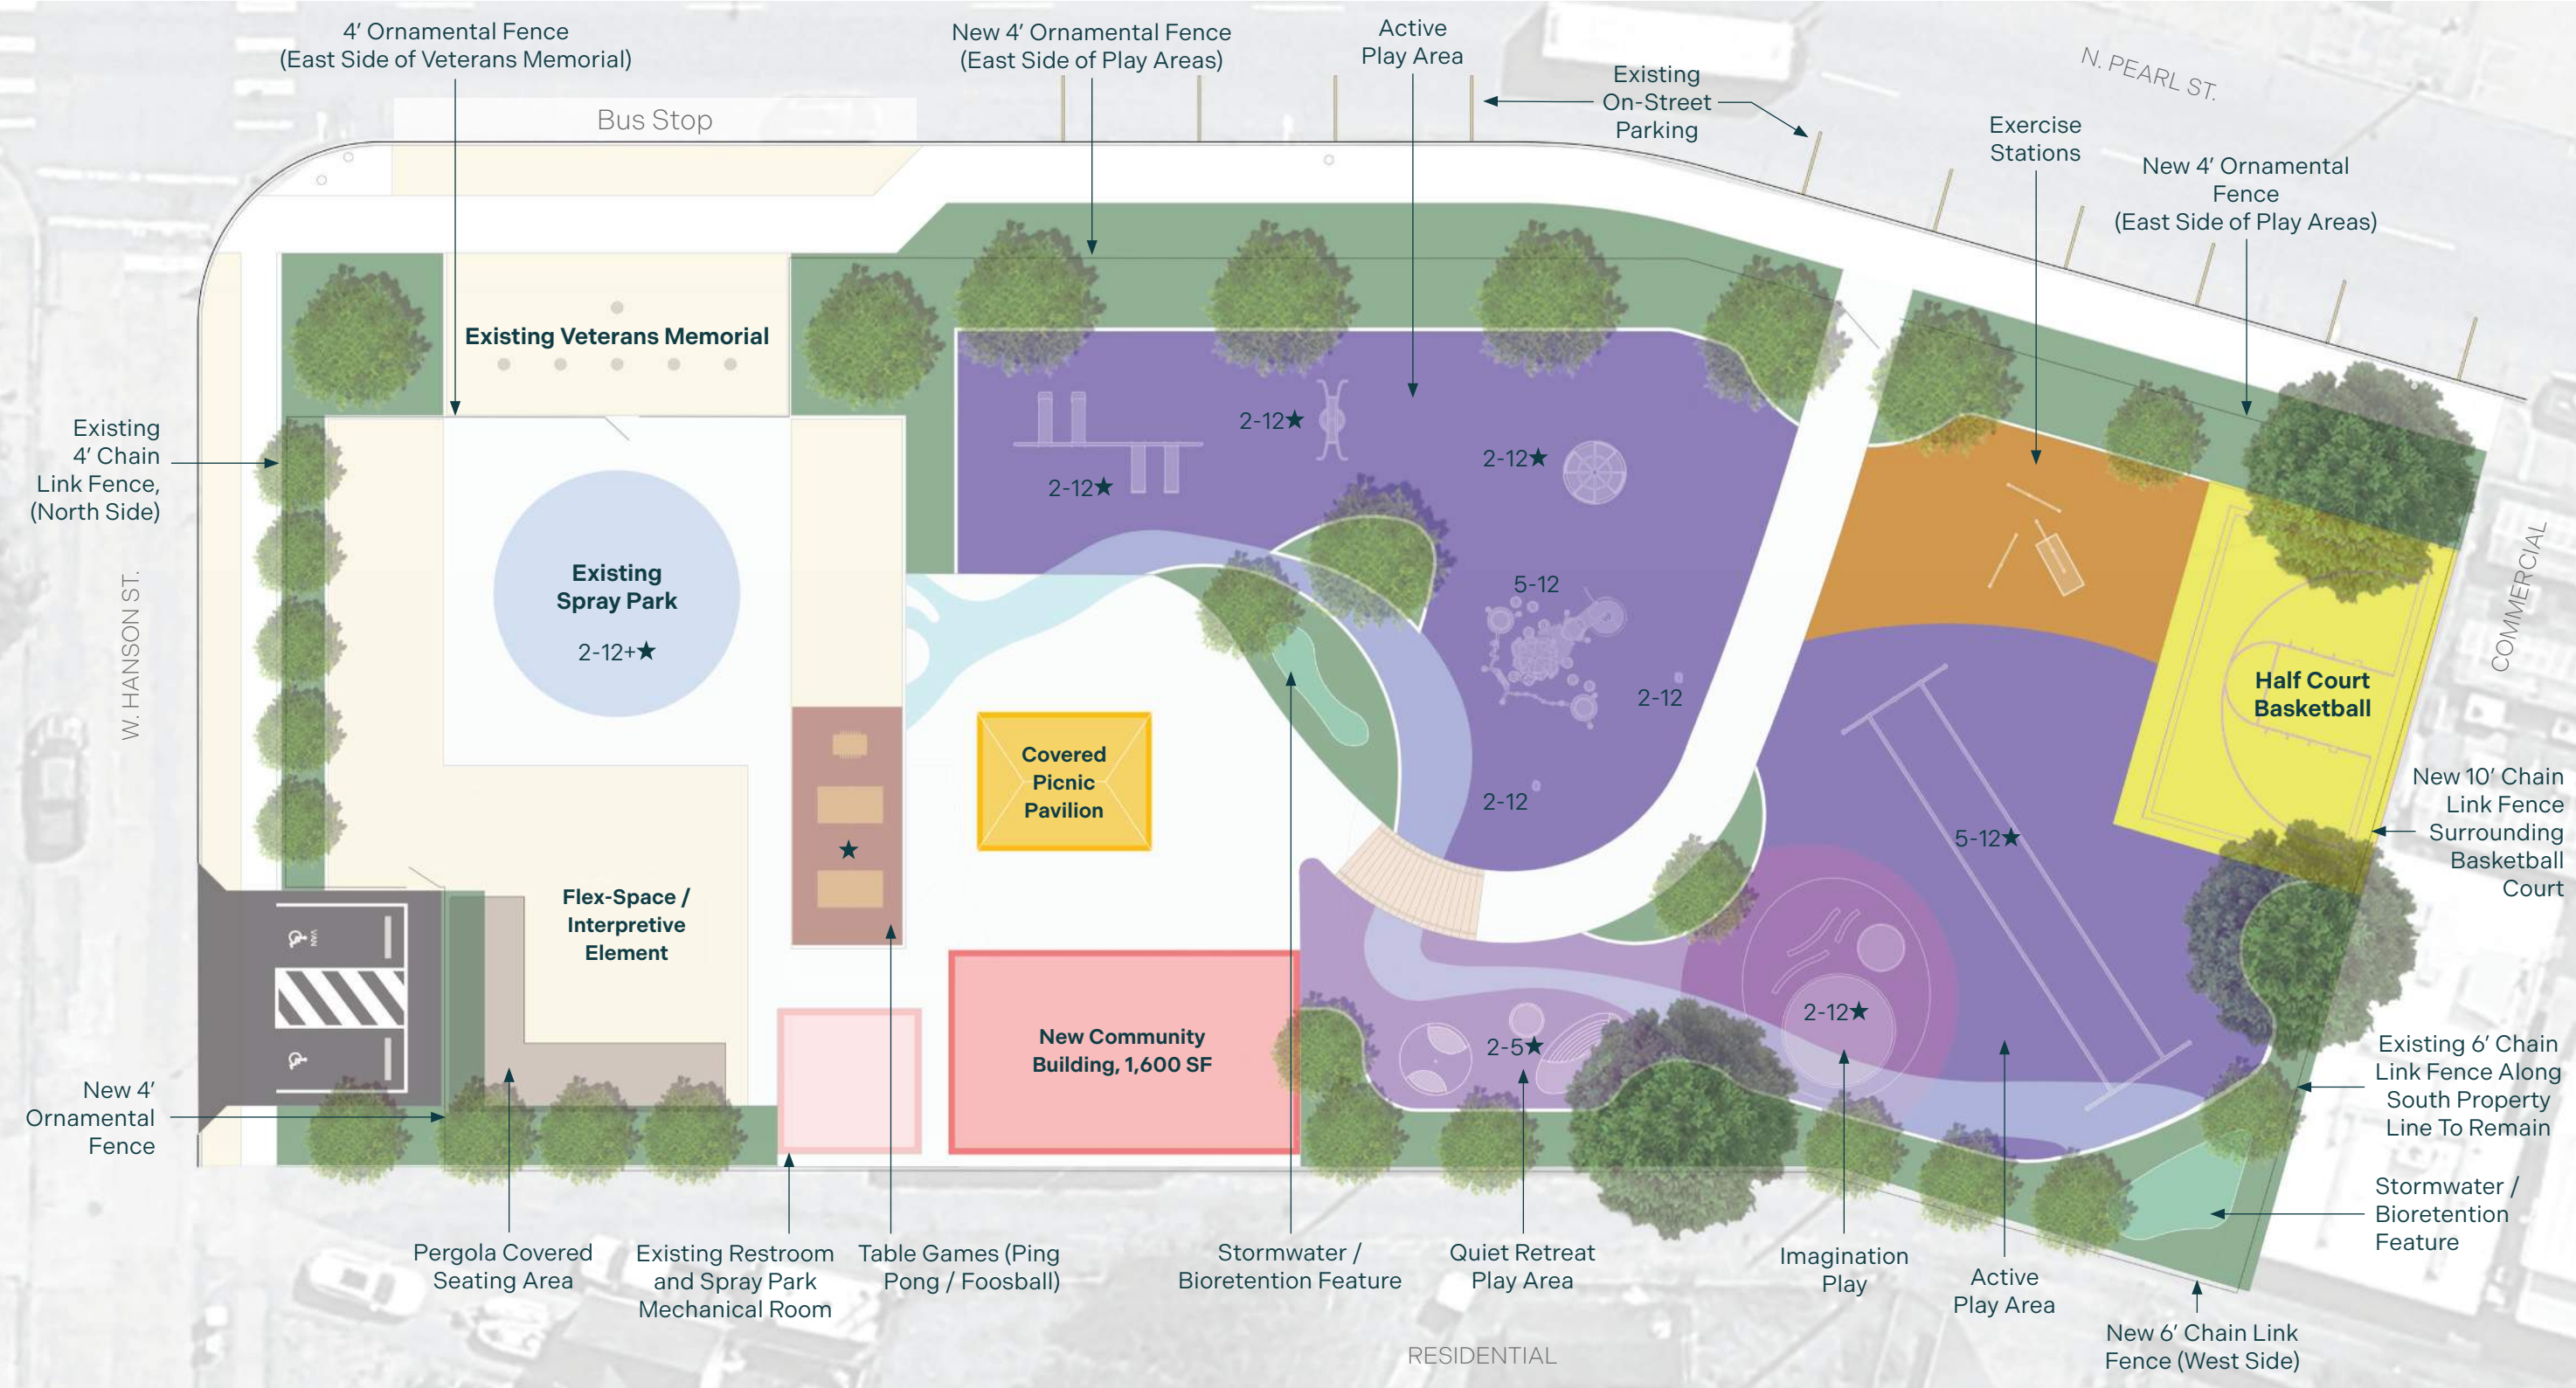 4’ Ornamental Fence
(East Side of Veterans Memorial)
New 4’ Ornamental Fence
(East Side of Play Areas)
Active
Play Area
Existing
On-Street
Parking
N. PEARL ST.
Exercise
Stations
New 4’ Ornamental
Fence
(East Side of Play Areas)
Bus Stop
Existing Veterans Memorial
Existing
4’ Chain
Link Fence,
(North Side)
W. HANSON ST.
Existing
Spray Park
2-12+★
2-12★
2-12★
2-12★
5-12
2-12
2-12
COMMERCIAL
Half Court
Basketball
Covered
Picnic
Pavilion
★
5-12★
New 10’ Chain
Link Fence
Surrounding
Basketball
Court
Flex-Space /
Interpretive
Element
VAN
New Community
Building, 1,600 SF
2-5★
2-12★
Existing 6’ Chain
Link Fence Along
South Property
Line To Remain
New 4’
Ornamental
Fence
Stormwater /
Bioretention
Feature
Pergola Covered
Seating Area
Existing Restroom
and Spray Park
Mechanical Room
Table Games (Ping
Pong / Foosball)
Stormwater /
Bioretention Feature
Quiet Retreat
Play Area
Imagination
Play
Active
Play Area
New 6’ Chain Link
Fence (West Side)
RESIDENTIAL